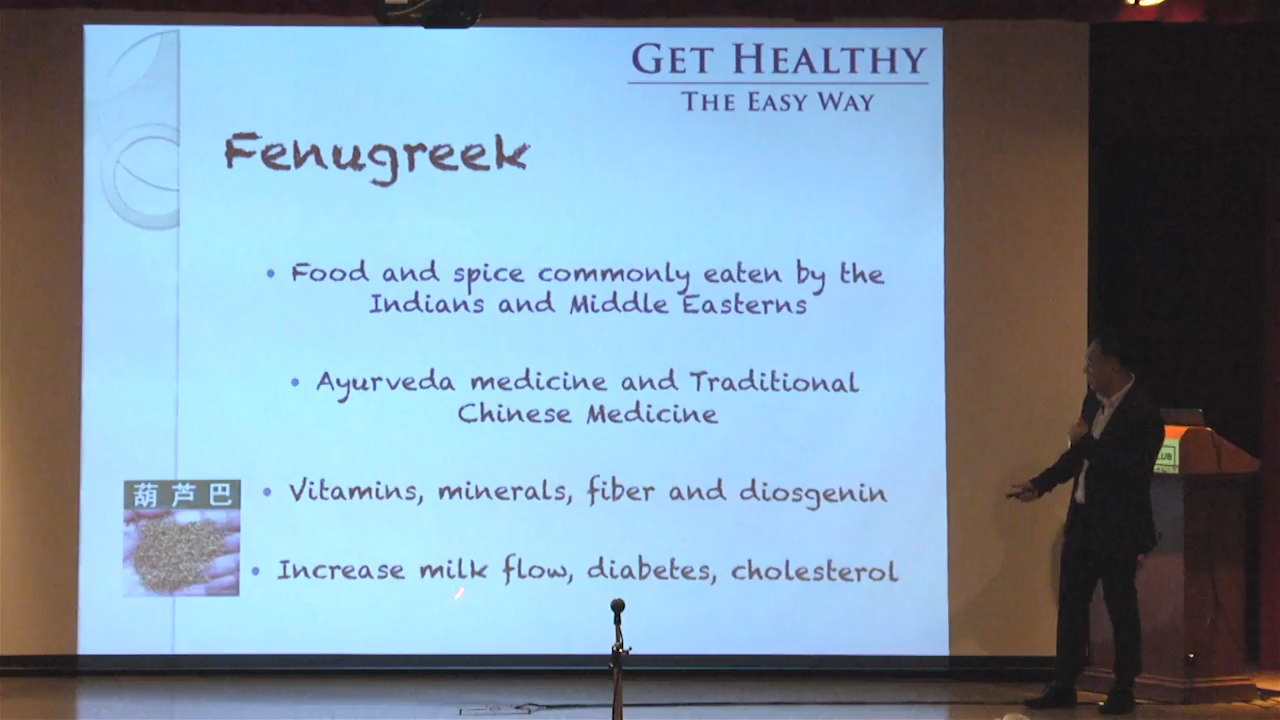 GET HEALTHY
THE EASY WAY
Fenugreek
• Food and spice commonly eaten by the
Indians and Middle Easterns
• Ayurveda medicine and Traditional
Chinese Medicine
葫芦巴
• Vitamins, minerals, fiber and diosgenin
• Increase milk flow, diabetes, cholesterol